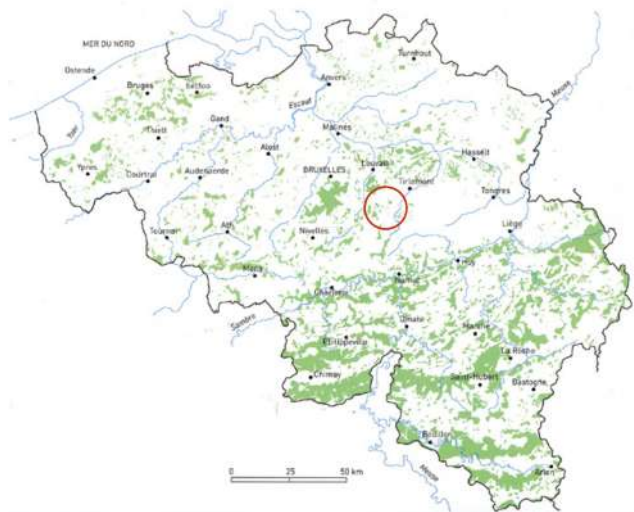 MER DU NORD
Ostende
Bruges
Eecloo
Turnhout
Anvers
Meuse
Escaut
Gand
Thielt
Yser
Malines
Alost
Ypres
Courtrai
Audenaerde
BRUXELLES
Louvain
Hasselt
Tirlemont
Tongres
Tournai
Ath
Nivelles
Liège
Mons
Huy
Namur
Charleroi
Sambre
Dinant
Marche
Philippeville
La Roche
Chimay
Saint-Hubert
Bastogne
Bouillon
Meuse
Arlon
0 25 50 km